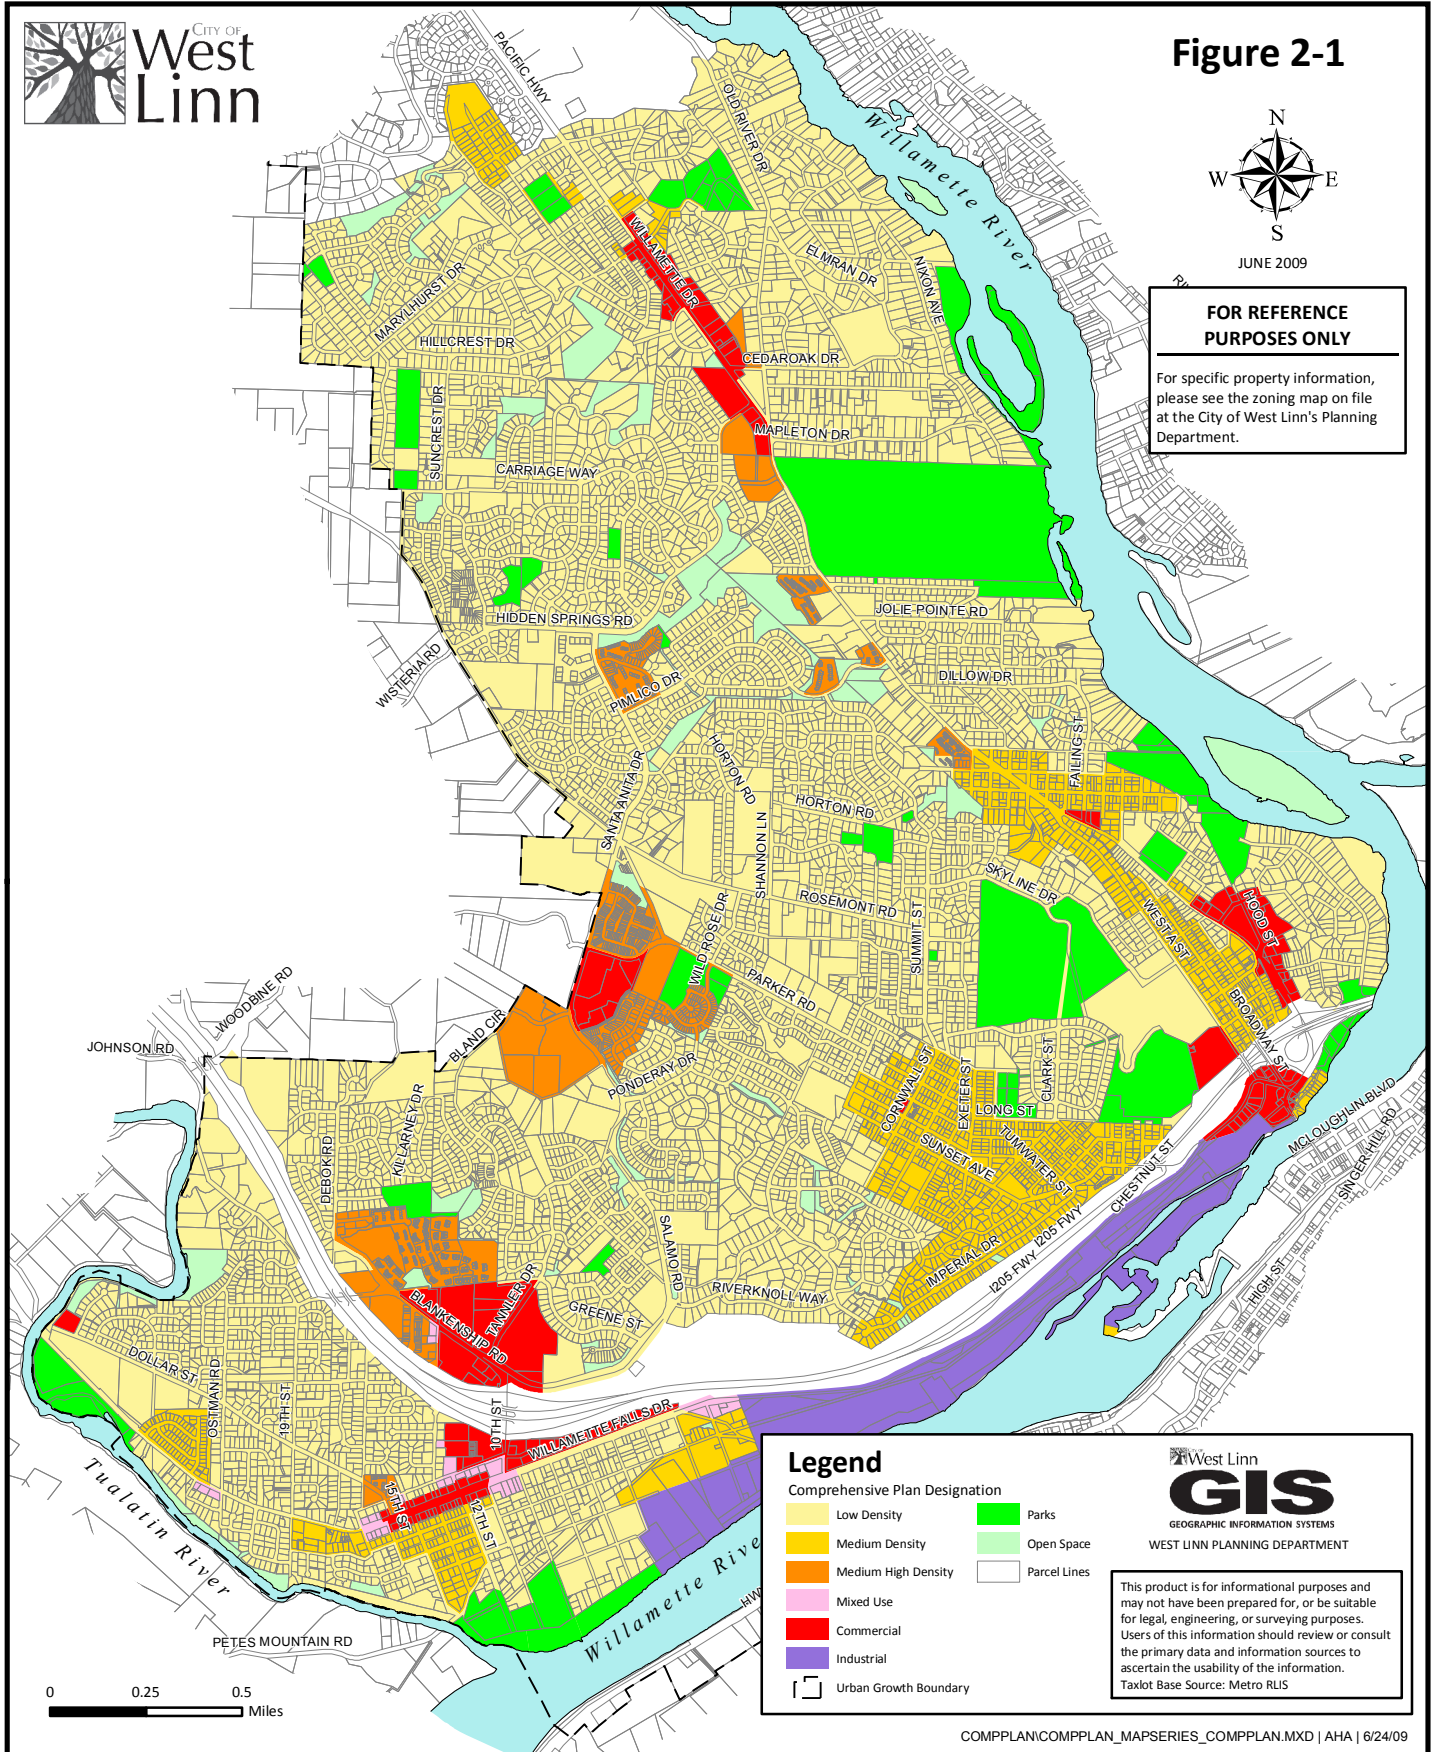 CITY OF
West
Linn
Figure 2-1
N
W
E
S
JUNE 2009
FOR REFERENCE
PURPOSES ONLY
For specific property information,
please see the zoning map on file
at the City of West Linn's Planning
Department.
PACIFIC HWY
OLD RIVER DR
Willamette River
WILLAMETTE DR
ELMRAN DR
NIXON AVE
MARYLHURST DR
HILLCREST DR
CEDAROAK DR
SUNCREST DR
MAPLETON DR
CARRIAGE WAY
HIDDEN SPRINGS RD
JOLIE POINTE RD
WISTERIA RD
PIMLICO DR
DILLOW DR
FAILING ST
SANTA ANITA DR
HORTON RD
HORTON RD
SHANNON LN
SKYLINE DR
ROSEMONT RD
WEST A ST
HOOD ST
SUMMIT ST
WILD ROSE DR
PARKER RD
WOODBINE RD
JOHNSON RD
BLAND CIR
BROADWAY ST
PONDERAY DR
KILLARNEY DR
DEBOK RD
CORNWALL ST
EXETER ST
CLARK ST
LONG ST
SUNSET AVE
TUMWATER ST
CHESTNUT ST
MCLOUGHLIN BLVD
SINGER HILL RD
SALAMO RD
IMPERIAL DR
I205 FWY
I205 FWY
HIGH ST
RIVERKNOLL WAY
TANNLER DR
BLANKENSHIP RD
GREENE ST
DOLLAR ST
OSTMAN RD
19TH ST
10TH ST
WILLAMETTE FALLS DR
15TH ST
12TH ST
Tualatin River
PETES MOUNTAIN RD
Willamette River
0
0.25
0.5
Miles
Legend
Comprehensive Plan Designation
Low Density
Medium Density
Medium High Density
Mixed Use
Commercial
Industrial
Urban Growth Boundary
Parks
Open Space
Parcel Lines
CITY OF
West Linn
GIS
GEOGRAPHIC INFORMATION SYSTEMS
WEST LINN PLANNING DEPARTMENT
This product is for informational purposes and
may not have been prepared for, or be suitable
for legal, engineering, or surveying purposes.
Users of this information should review or consult
the primary data and information sources to
ascertain the usability of the information.
Taxlot Base Source: Metro RLIS
COMPPLAN\COMPPLAN_MAPSERIES_COMPPLAN.MXD | AHA | 6/24/09